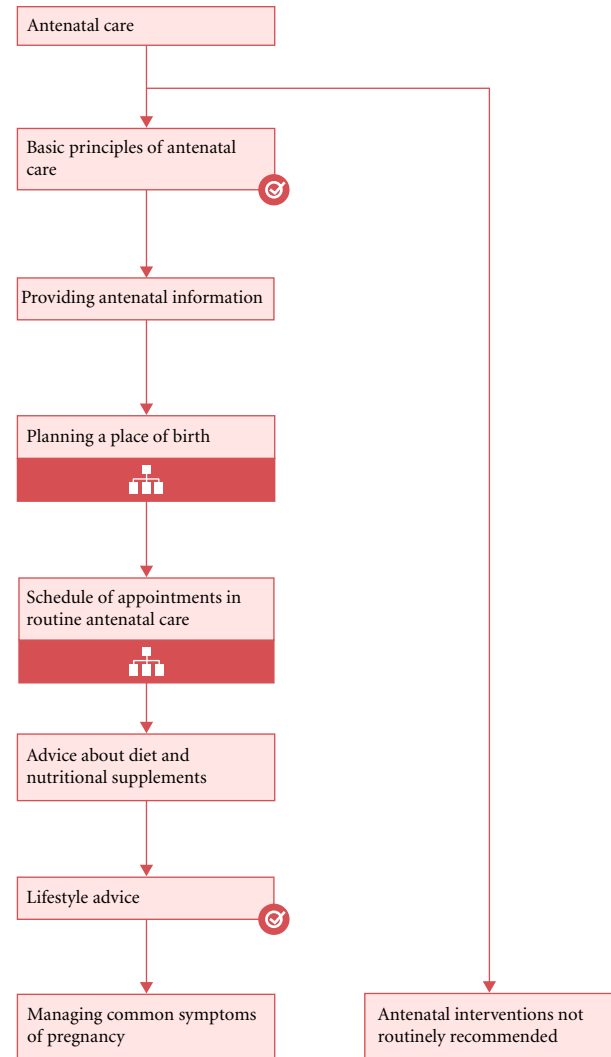 Antenatal care
Basic principles of antenatal
care
Providing antenatal information
Planning a place of birth
Schedule of appointments in
routine antenatal care
Advice about diet and
nutritional supplements
Lifestyle advice
Managing common symptoms
of pregnancy
Antenatal interventions not
routinely recommended